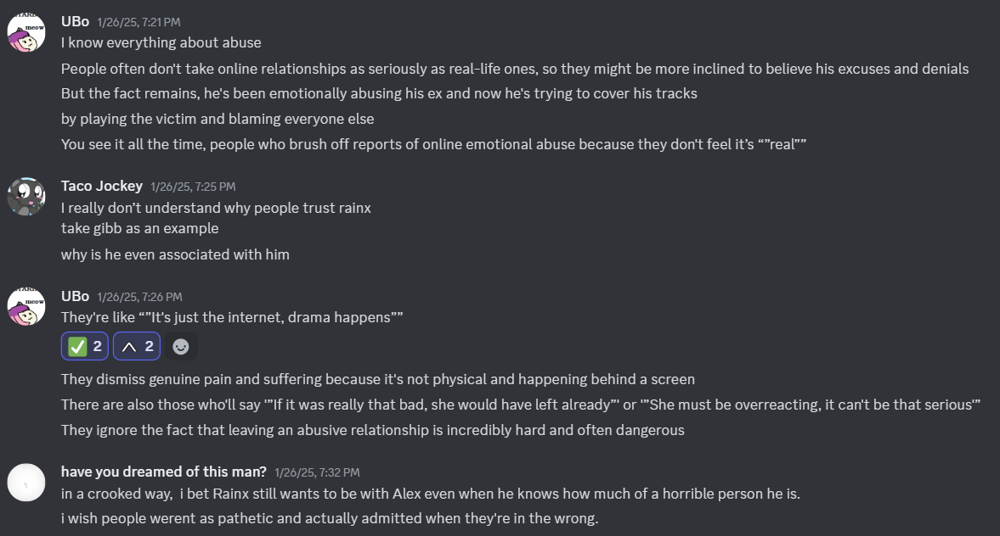 UBo 1/26/25, 7:21 PM
I know everything about abuse
People often don't take online relationships as seriously as real-life ones, so they might be more inclined to believe his excuses and denials
But the fact remains, he's been emotionally abusing his ex and now he's trying to cover his tracks
by playing the victim and blaming everyone else
You see it all the time, people who brush off reports of online emotional abuse because they don't feel it’s “”real””
Taco Jockey 1/26/25, 7:25 PM
I really don’t understand why people trust rainx
take gibb as an example
why is he even associated with him
meow
UBo 1/26/25, 7:26 PM
They're like “”It's just the internet, drama happens””
2 2
They dismiss genuine pain and suffering because it's not physical and happening behind a screen
There are also those who'll say '”If it was really that bad, she would have left already”' or '”She must be overreacting, it can't be that serious'”
They ignore the fact that leaving an abusive relationship is incredibly hard and often dangerous
have you dreamed of this man? 1/26/25, 7:32 PM
in a crooked way,  i bet Rainx still wants to be with Alex even when he knows how much of a horrible person he is.
i wish people werent as pathetic and actually admitted when they're in the wrong.